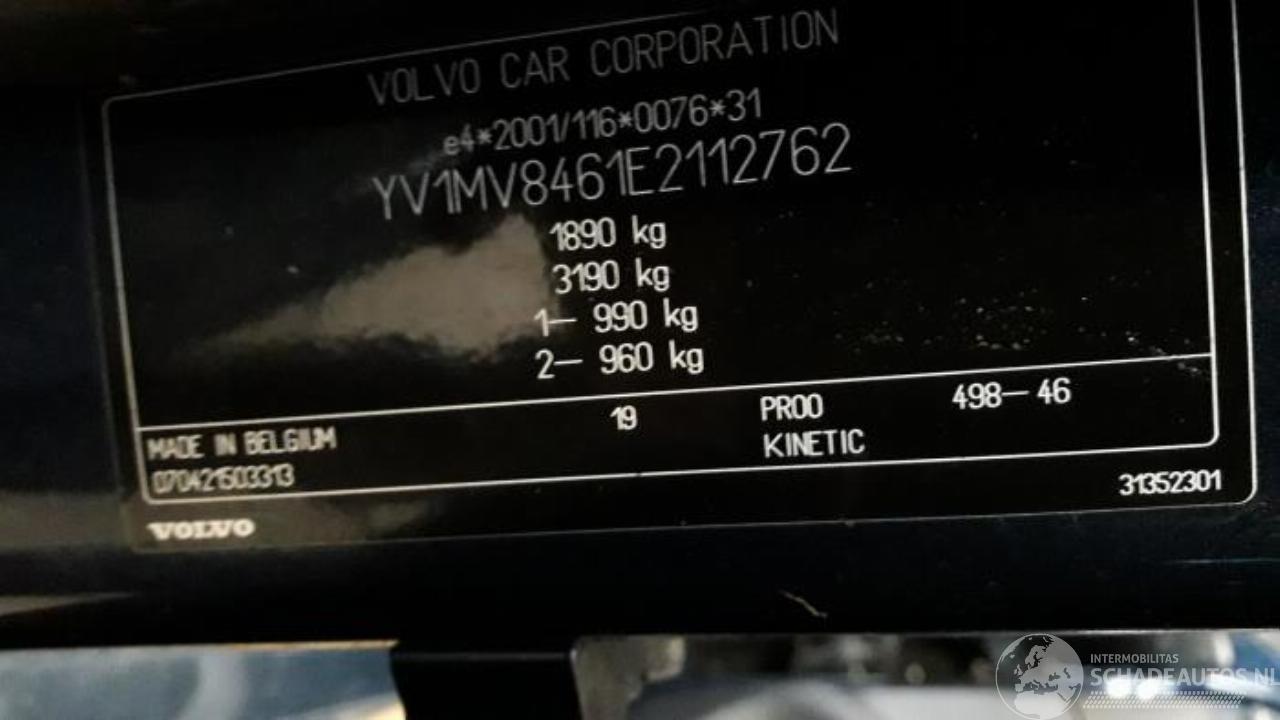 VOLVO CAR CORPORATION
e4*2001/116*0076*31
YV1MV8461E2112762
1890 kg
3190 kg
1— 990 kg
2— 960 kg
MADE IN BELGIUM
070421503313
19
PR00
KINETIC
498—46
31352301
VOLVO
INTERMOBILITAS
SCHADEAUTOS.NL